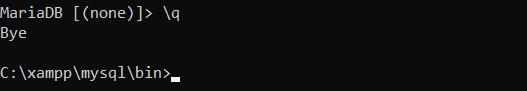 MariaDB [(none)]> \q
Bye
C:\xampp\mysql\bin>